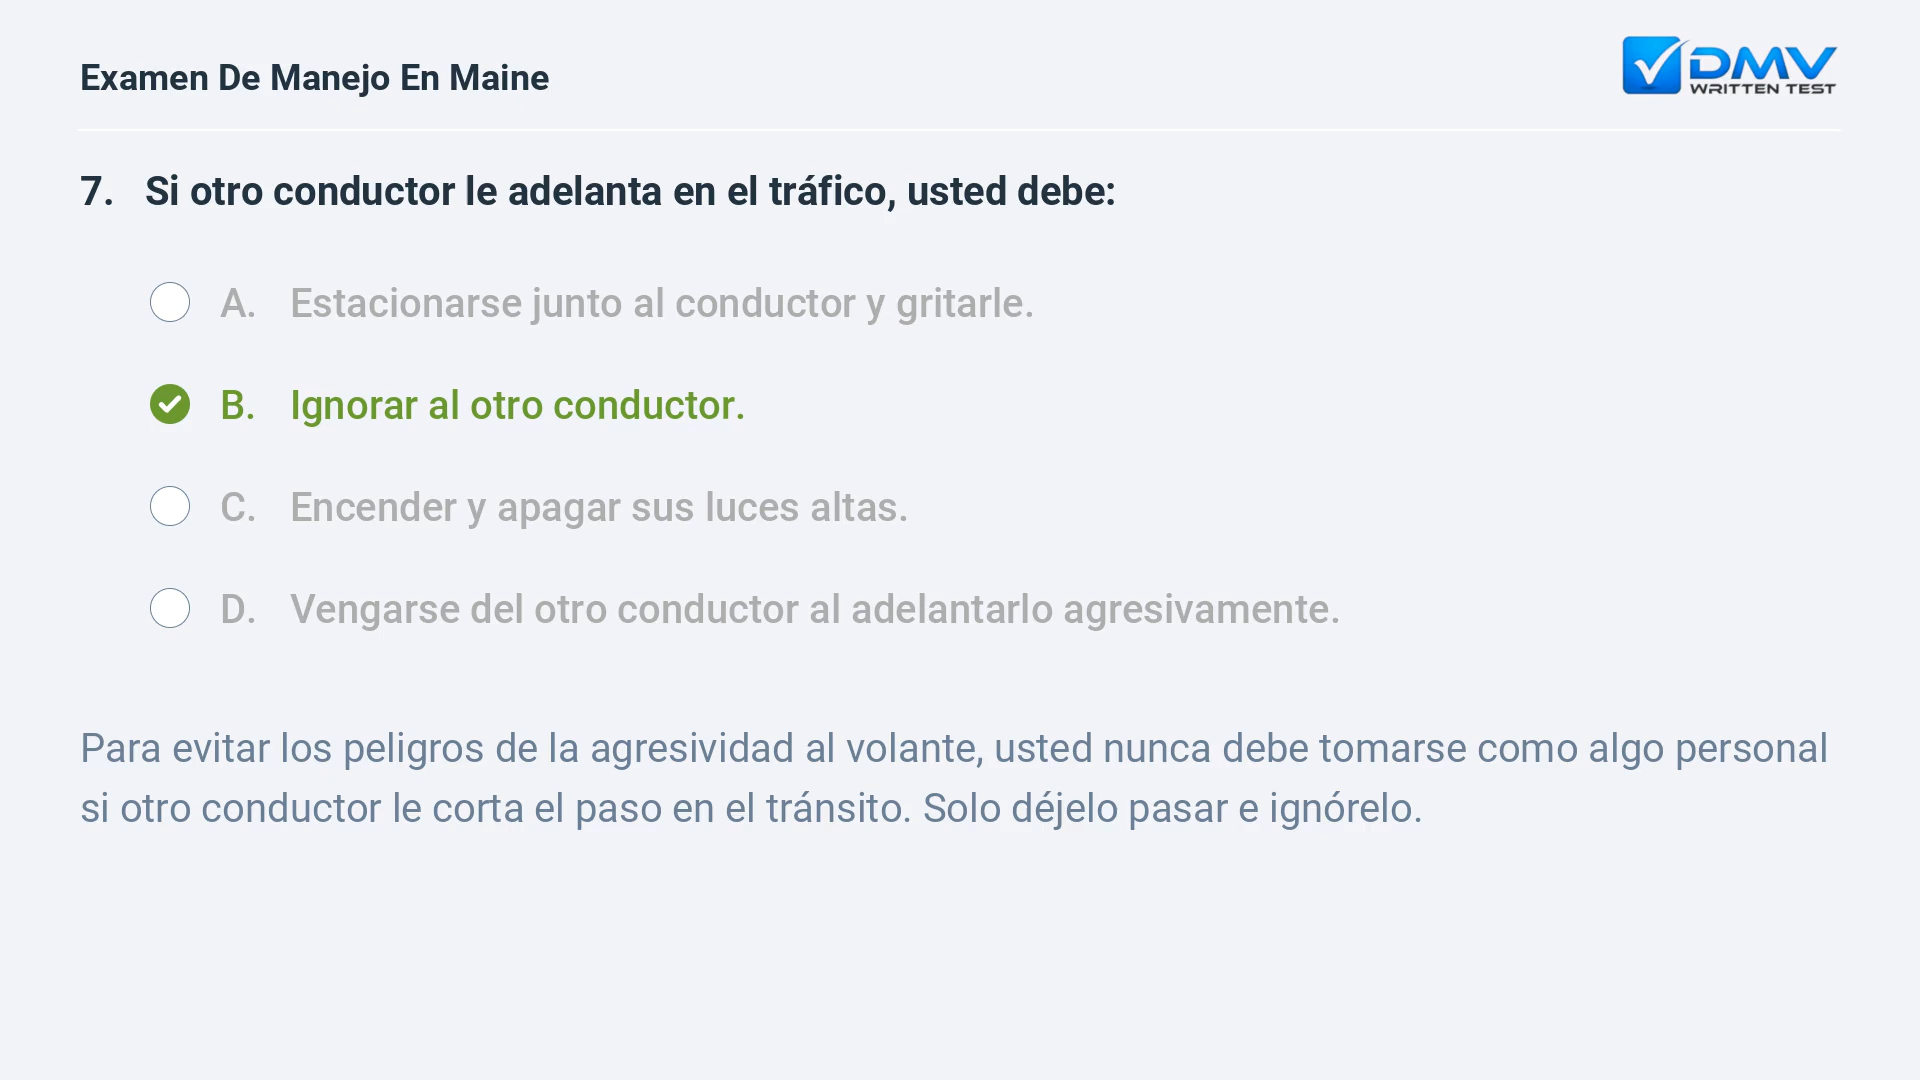 Examen De Manejo En Maine
DMV
WRITTEN TEST
7. Si otro conductor le adelanta en el tráfico, usted debe:
A. Estacionarse junto al conductor y gritarle.
B. Ignorar al otro conductor.
C. Encender y apagar sus luces altas.
D. Vengarse del otro conductor al adelantarlo agresivamente.
Para evitar los peligros de la agresividad al volante, usted nunca debe tomarse como algo personal
si otro conductor le corta el paso en el tránsito. Solo déjelo pasar e ignórelo.